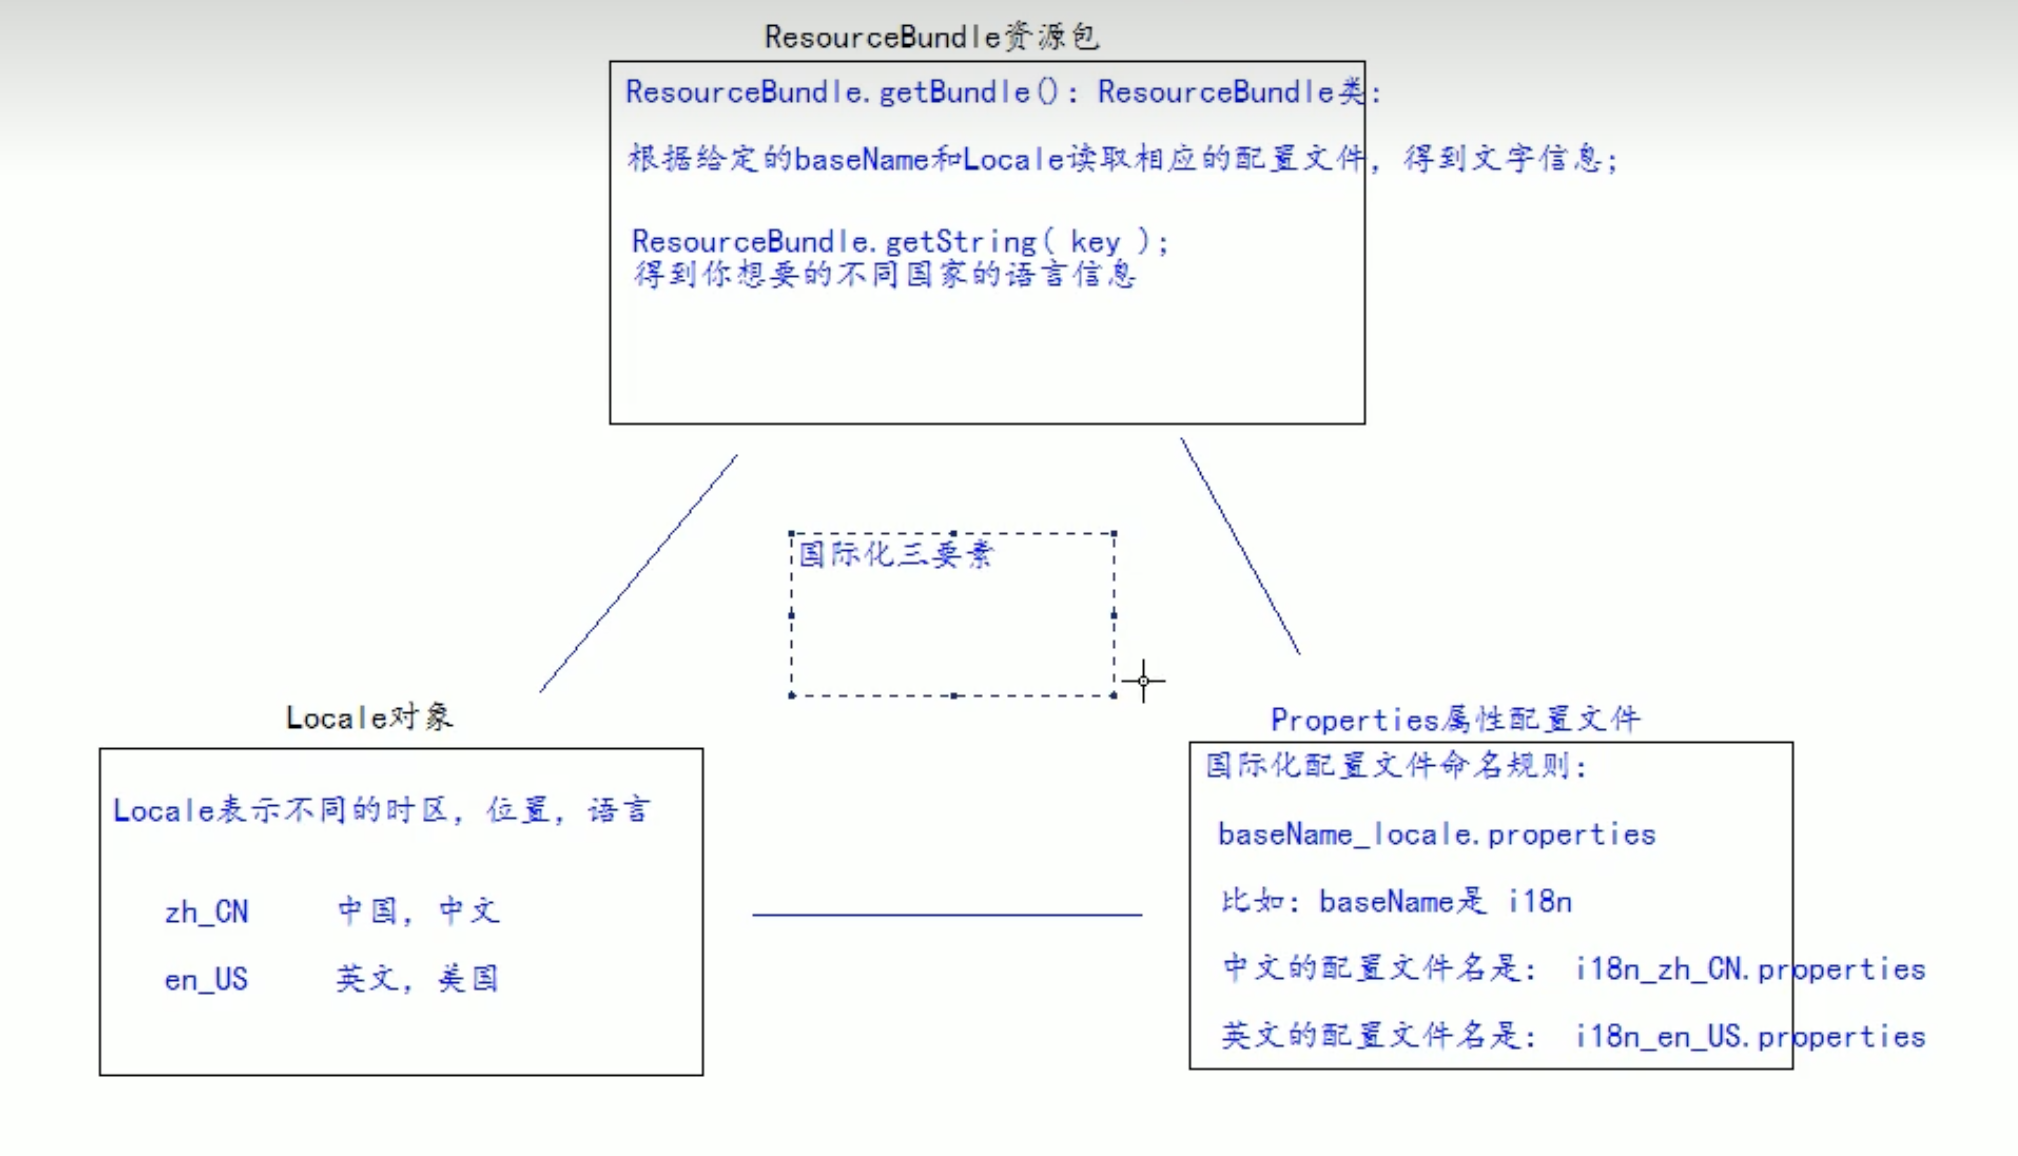 ResourceBundle资源包
ResourceBundle.getBundle(): ResourceBundle类:
根据给定的baseName和Locale读取相应的配置文件, 得到文字信息;
ResourceBundle.getString( key );
得到你想要的不同国家的语言信息
国际化三要素
Locale对象
Locale表示不同的时区, 位置, 语言
zh_CN 中国, 中文
en_US 英文, 美国
Properties属性配置文件
国际化配置文件命名规则:
baseName_locale.properties
比如: baseName是 i18n
中文的配置文件名是: i18n_zh_CN.properties
英文的配置文件名是: i18n_en_US.properties